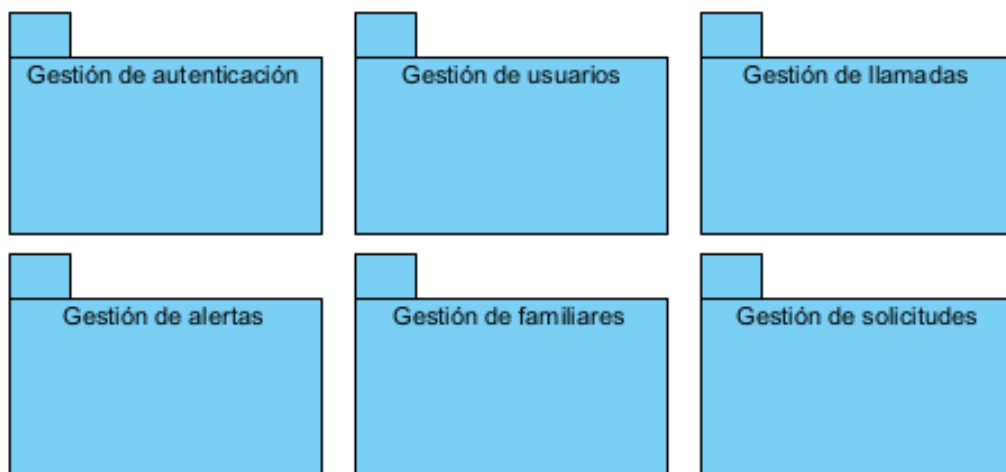 Gestión de autenticación
Gestión de usuarios
Gestión de llamadas
Gestión de alertas
Gestión de familiares
Gestión de solicitudes